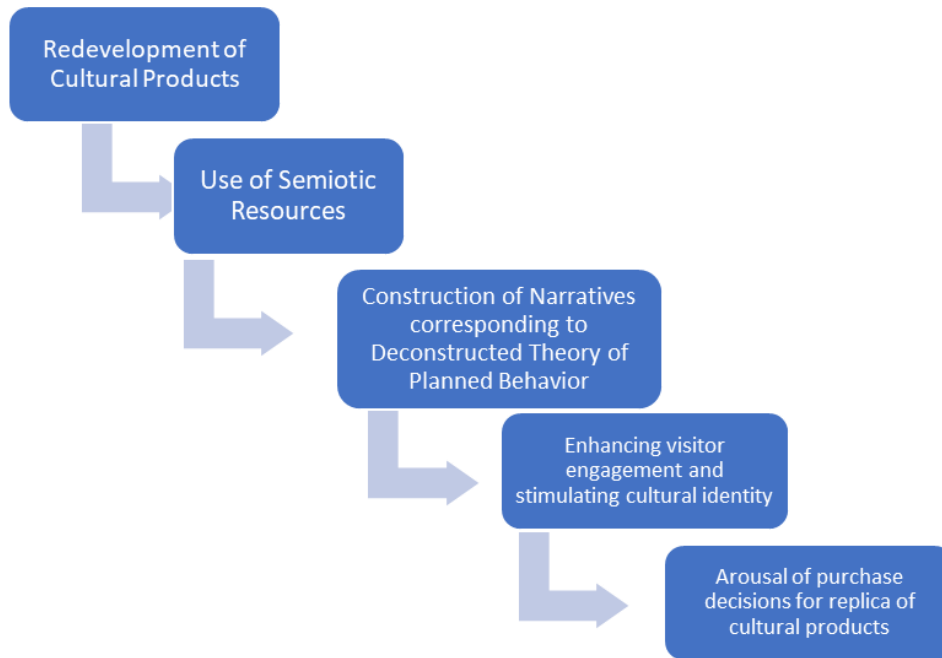 Redevelopment of
Cultural Products
Use of Semiotic
Resources
Construction of Narratives
corresponding to
Deconstructed Theory of
Planned Behavior
Enhancing visitor
engagement and
stimulating cultural identity
Arousal of purchase
decisions for replica of
cultural products